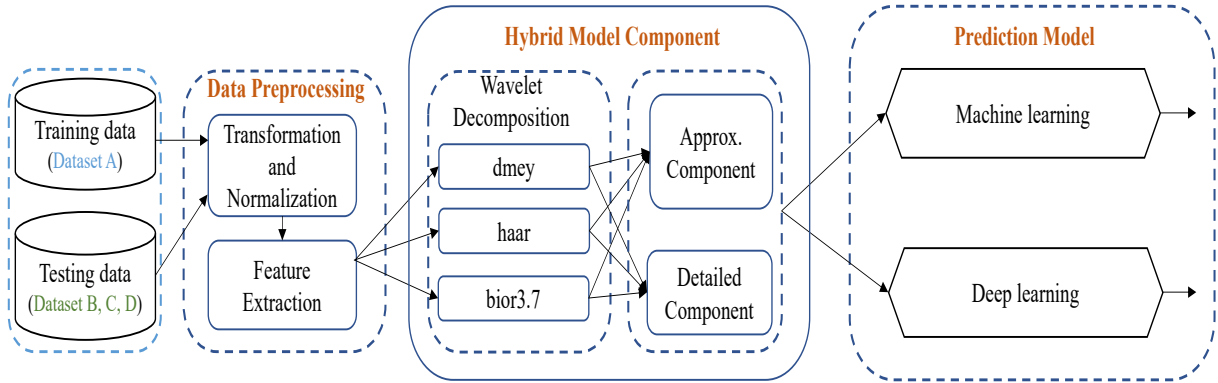 Training data
(Dataset A)
Testing data
(Dataset B, C, D)
Data Preprocessing
Transformation
and
Normalization
Feature
Extraction
Hybrid Model Component
Wavelet
Decomposition
dmey
haar
bior3.7
Approx.
Component
Detailed
Component
Prediction Model
Machine learning
Deep learning